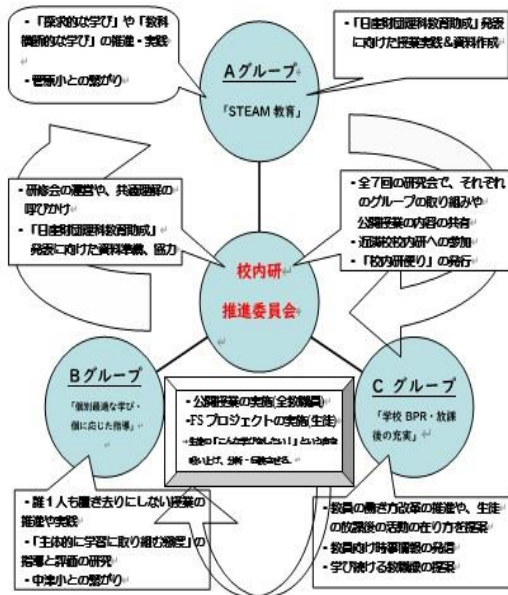 ・「探求的な学び」や「教科
横断的な学び」の推進・実践
・菅原小との繋がり
・「日産財団理科教育助成」発表
に向けた授業実践&資料作成
Aグループ
「STEAM 教育」
・研修会の運営や、共通理解の
呼びかけ
・「日産財団理科教育助成」
発表に向けた資料準備、協力
・全7回の研究会で、それぞれ
のグループの取り組みや
公開授業の内容の共有
・近隣校校内研への参加
・「校内研便り」の発行
校内研
推進委員会
Bグループ
「個別最適な学び・
個に応じた指導」
・公開授業の実施(全教職員)
・FSプロジェクトの実施(生徒)
C グループ
「学校 BPR・放課
後の充実」
・誰1人も置き去りにしない授業の
推進や実践
・「主体的に学習に取り組む態度」の
指導と評価の研究
・中津小との繋がり
・教員の働き方改革の推進や、生徒
の放課後の活動の在り方を提案
・教員向け時事情報の発信
・学び続ける教職線の提案